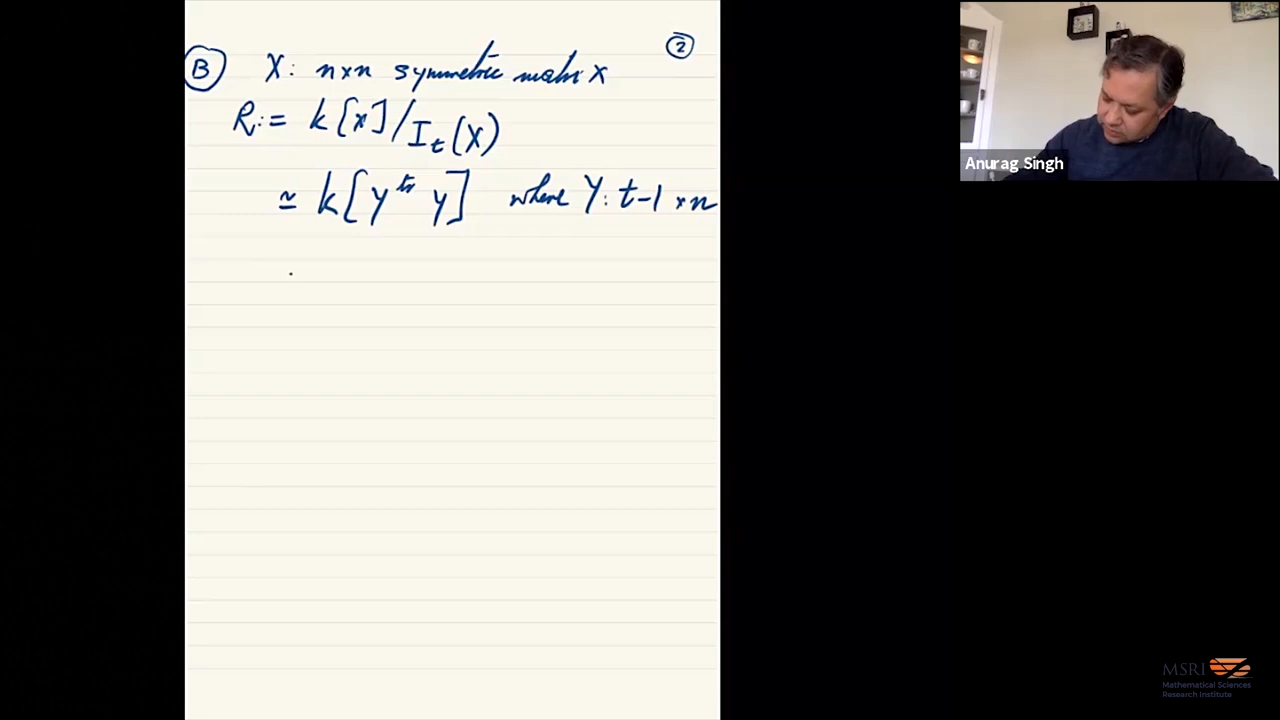 ②
Ⓑ X: n×n symmetric matrix
R:= k[X]/I_t(X)
≃ k[Y^tr Y] where Y: t-1 × n
Anurag Singh
MSRI
Mathematical Sciences
Research Institute